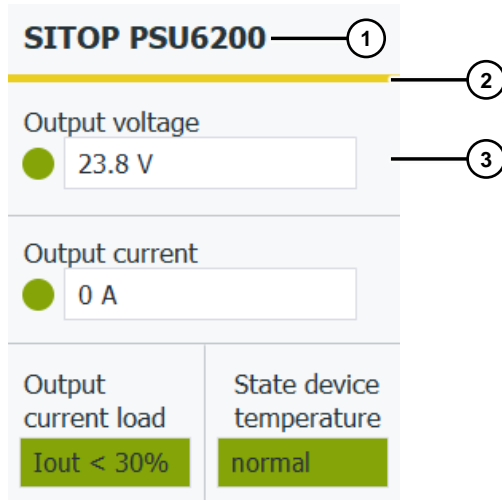 SITOP PSU6200
1
2
Output voltage
23.8 V
3
Output current
0 A
Output
current load
Iout < 30%
State device
temperature
normal